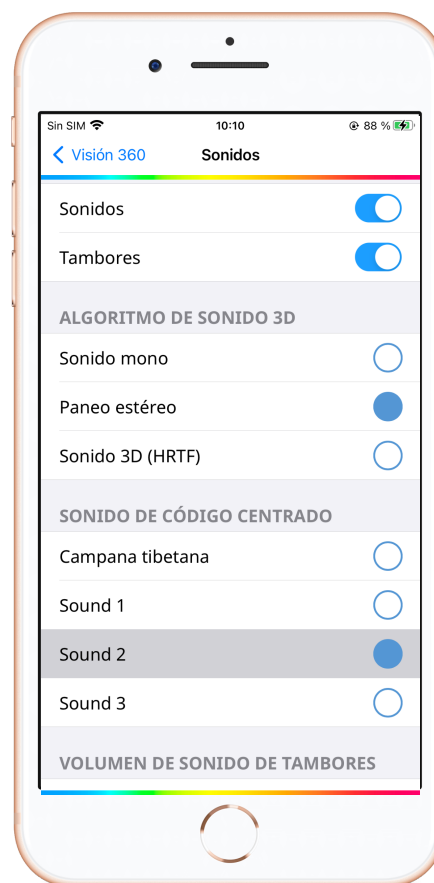 Sin SIM 10:10 88 %
Visión 360 Sonidos
Sonidos
Tambores
ALGORITMO DE SONIDO 3D
Sonido mono
Paneo estéreo
Sonido 3D (HRTF)
SONIDO DE CÓDIGO CENTRADO
Campana tibetana
Sound 1
Sound 2
Sound 3
VOLUMEN DE SONIDO DE TAMBORES